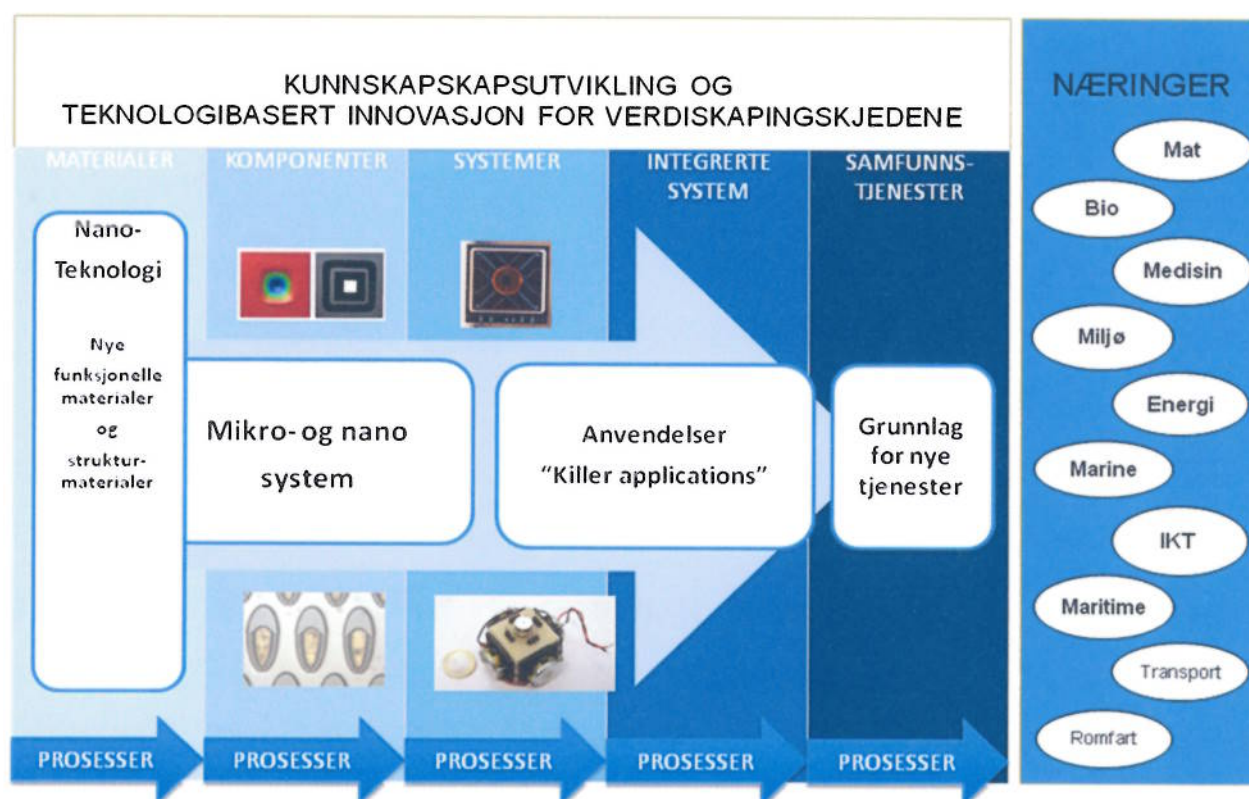 KUNNSKAPSKAPSUTVIKLING OG
TEKNOLOGIBASERT INNOVASJON FOR VERDISKAPINGSKJEDENE
MATERIALER
KOMPONENTER
SYSTEMER
INTEGRERTE
SYSTEM
SAMFUNNS-
TJENESTER
Nano-
Teknologi
Nye
funksjonelle
materialer
og
struktur-
materialer
Mikro- og nano
system
Anvendelser
“Killer applications”
Grunnlag
for nye
tjenester
PROSESSER
PROSESSER
PROSESSER
PROSESSER
PROSESSER
NÆRINGER
Mat
Bio
Medisin
Miljø
Energi
Marine
IKT
Maritime
Transport
Romfart